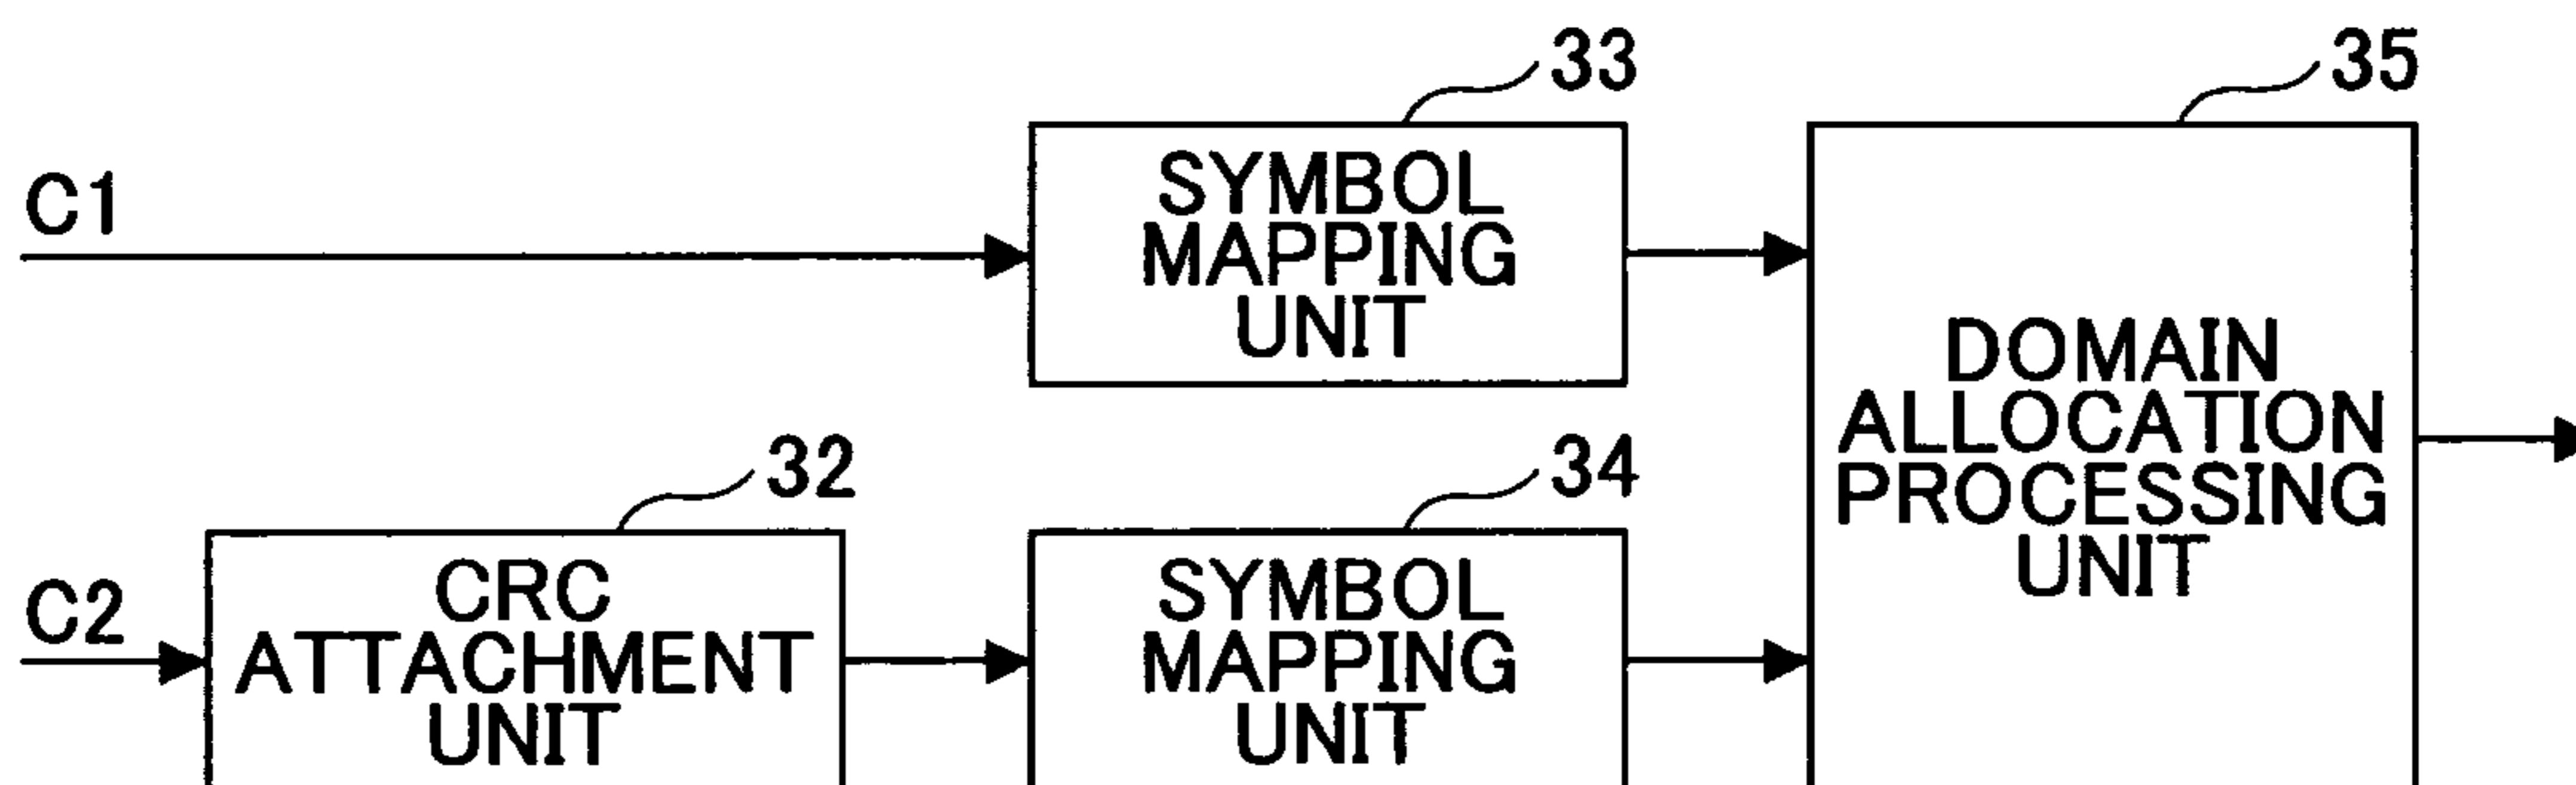 33
35
C1
SYMBOL
MAPPING
UNIT
DOMAIN
ALLOCATION
PROCESSING
UNIT
32
34
C2
CRC
ATTACHMENT
UNIT
SYMBOL
MAPPING
UNIT